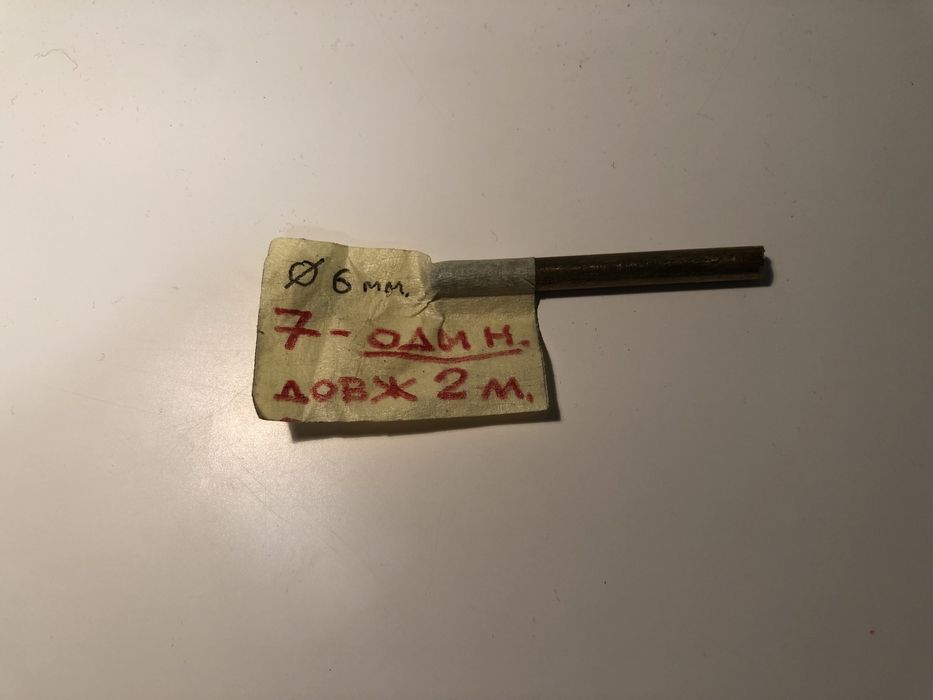 Ø 6 мм.
7 - один.
довж 2 м.